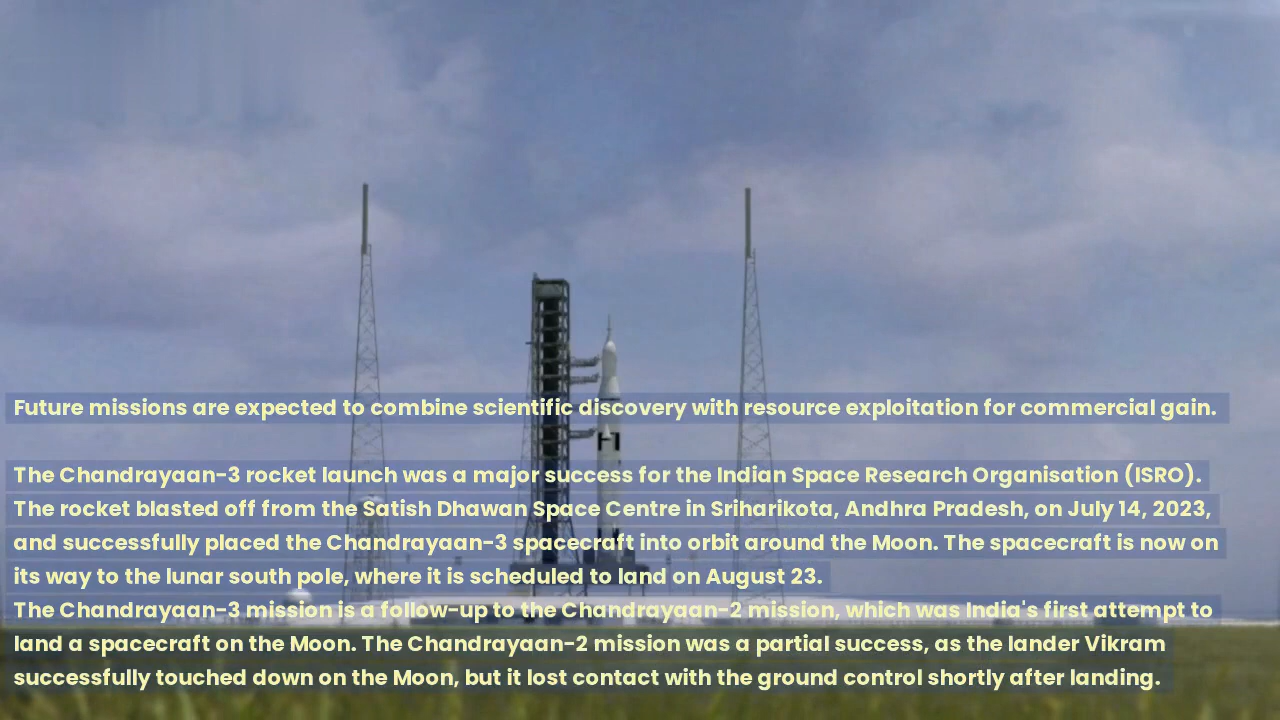 Future missions are expected to combine scientific discovery with resource exploitation for commercial gain.
The Chandrayaan-3 rocket launch was a major success for the Indian Space Research Organisation (ISRO).
The rocket blasted off from the Satish Dhawan Space Centre in Sriharikota, Andhra Pradesh, on July 14, 2023,
and successfully placed the Chandrayaan-3 spacecraft into orbit around the Moon. The spacecraft is now on
its way to the lunar south pole, where it is scheduled to land on August 23.
The Chandrayaan-3 mission is a follow-up to the Chandrayaan-2 mission, which was India's first attempt to
land a spacecraft on the Moon. The Chandrayaan-2 mission was a partial success, as the lander Vikram
successfully touched down on the Moon, but it lost contact with the ground control shortly after landing.